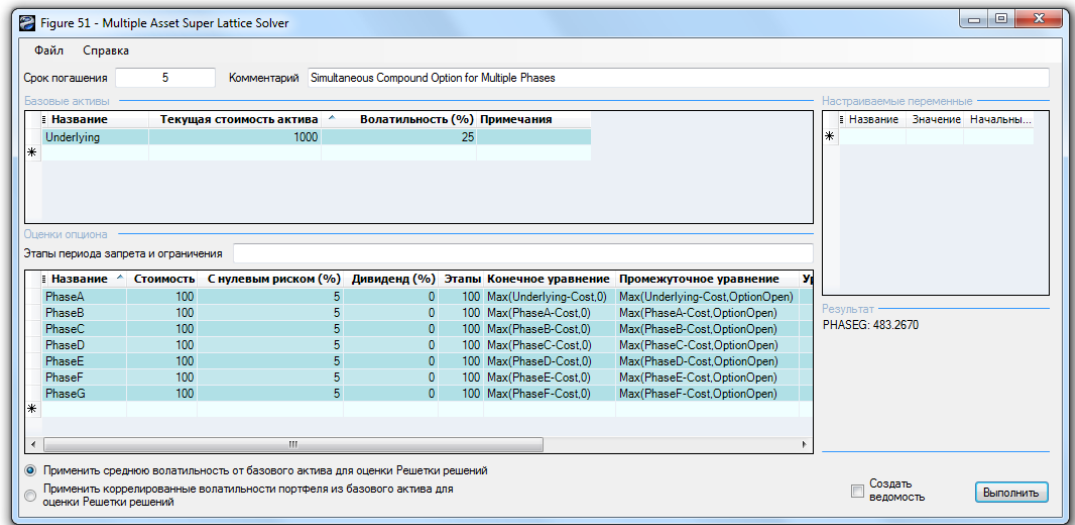 Figure 51 - Multiple Asset Super Lattice Solver
Файл Справка
Срок погашения 5 Комментарий Simultaneous Compound Option for Multiple Phases
Базовые активы
Название Текущая стоимость актива Волатильность (%) Примечания
Underlying 1000 25
Настраиваемые переменные
Название Значение Начальны...
Оценки опциона
Этапы периода запрета и ограничения
Название Стоимость С нулевым риском (%) Дивиденд (%) Этапы Конечное уравнение Промежуточное уравнение Ур
PhaseA 100 5 0 100 Max(Underlying-Cost,0) Max(Underlying-Cost,OptionOpen)
PhaseB 100 5 0 100 Max(PhaseA-Cost,0) Max(PhaseA-Cost,OptionOpen)
PhaseC 100 5 0 100 Max(PhaseB-Cost,0) Max(PhaseB-Cost,OptionOpen)
PhaseD 100 5 0 100 Max(PhaseC-Cost,0) Max(PhaseC-Cost,OptionOpen)
PhaseE 100 5 0 100 Max(PhaseD-Cost,0) Max(PhaseD-Cost,OptionOpen)
PhaseF 100 5 0 100 Max(PhaseE-Cost,0) Max(PhaseE-Cost,OptionOpen)
PhaseG 100 5 0 100 Max(PhaseF-Cost,0) Max(PhaseF-Cost,OptionOpen)
Результат
PHASEG: 483.2670
Применить среднюю волатильность от базового актива для оценки Решетки решений
Применить коррелированные волатильности портфеля из базового актива для
оценки Решетки решений
Создать
ведомость
Выполнить